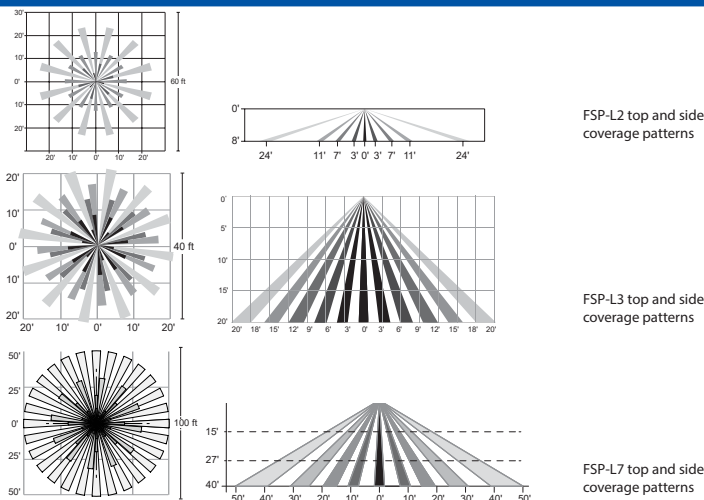 30'
20'
10'
0'
10'
20'
20' 10' 0' 10' 20'
60 ft
0'
8'
24' 11' 7' 3' 0' 3' 7' 11' 24'
FSP-L2 top and side
coverage patterns
20'
10'
0'
10'
20'
20' 10' 0' 10' 20'
40 ft
0'
5'
10'
15'
20'
20' 18' 15' 12' 9' 6' 3' 0' 3' 6' 9' 12' 15' 18' 20'
FSP-L3 top and side
coverage patterns
50'
25'
0'
25'
50'
100 ft
15'
27'
40'
50' 40' 30' 20' 10' 0' 10' 20' 30' 40' 50'
FSP-L7 top and side
coverage patterns